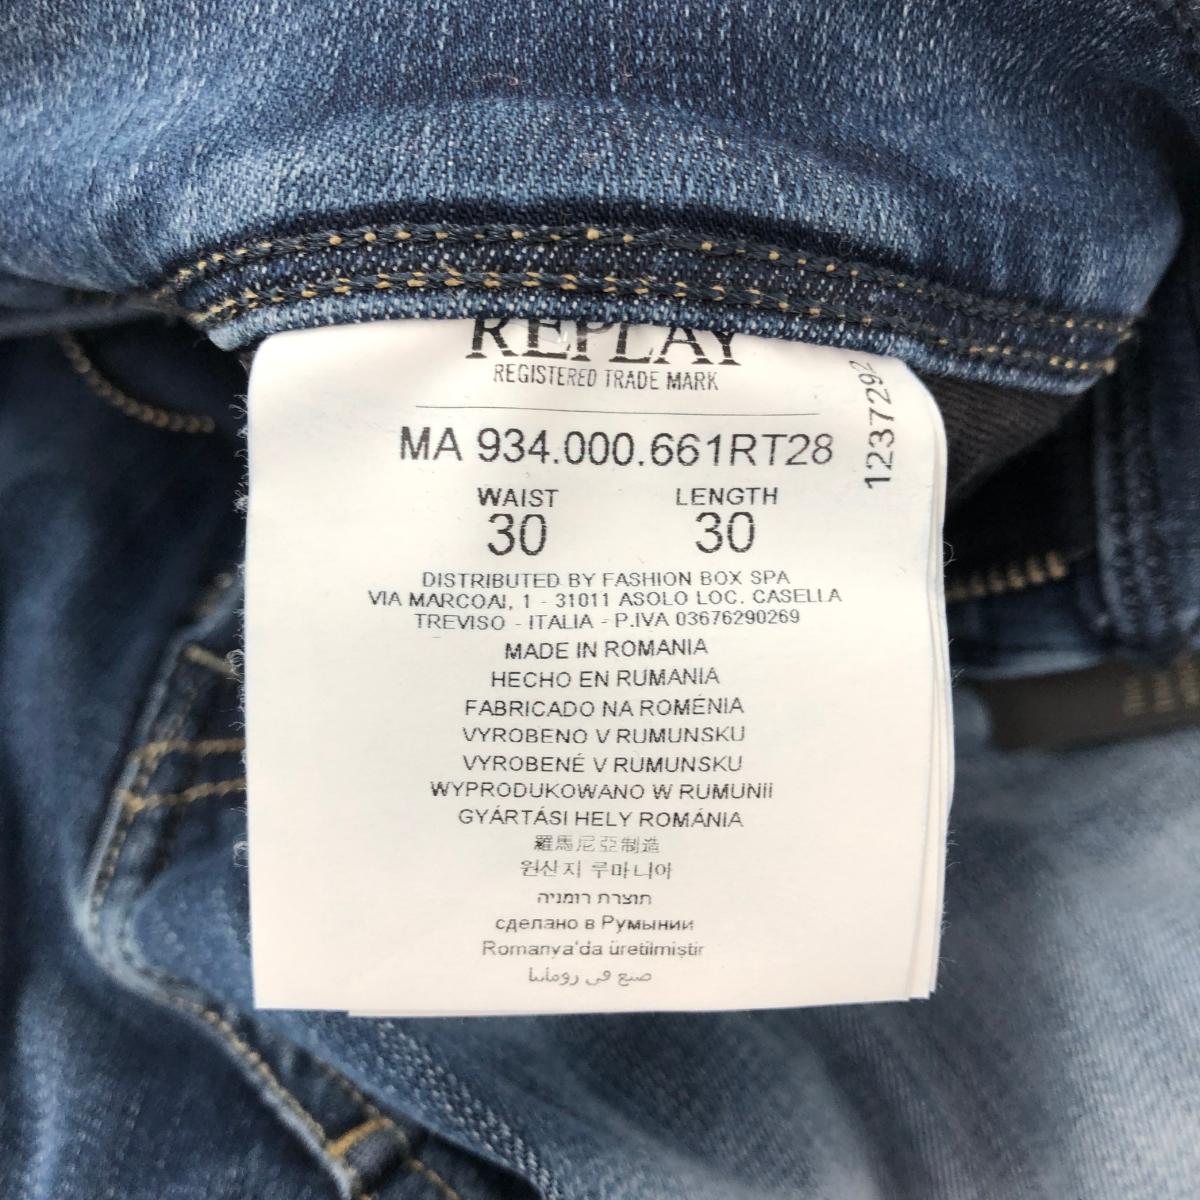 REPLAY
REGISTERED TRADE MARK
MA 934.000.661RT28
1237292
WAIST LENGTH
30 30
DISTRIBUTED BY FASHION BOX SPA
VIA MARCOAI, 1 - 31011 ASOLO LOC. CASELLA
TREVISO - ITALIA - P.IVA 03676290269
MADE IN ROMANIA
HECHO EN RUMANIA
FABRICADO NA ROMÉNIA
VYROBENO V RUMUNSKU
VYROBENÉ V RUMUNSKU
WYPRODUKOWANO W RUMUNII
GYÁRTÁSI HELY ROMÁNIA
羅馬尼亞制造
원산지 루마니아
תוצרת רומניה
сделано в Румынии
Romanya'da üretilmiştir
صنع في رومانيا